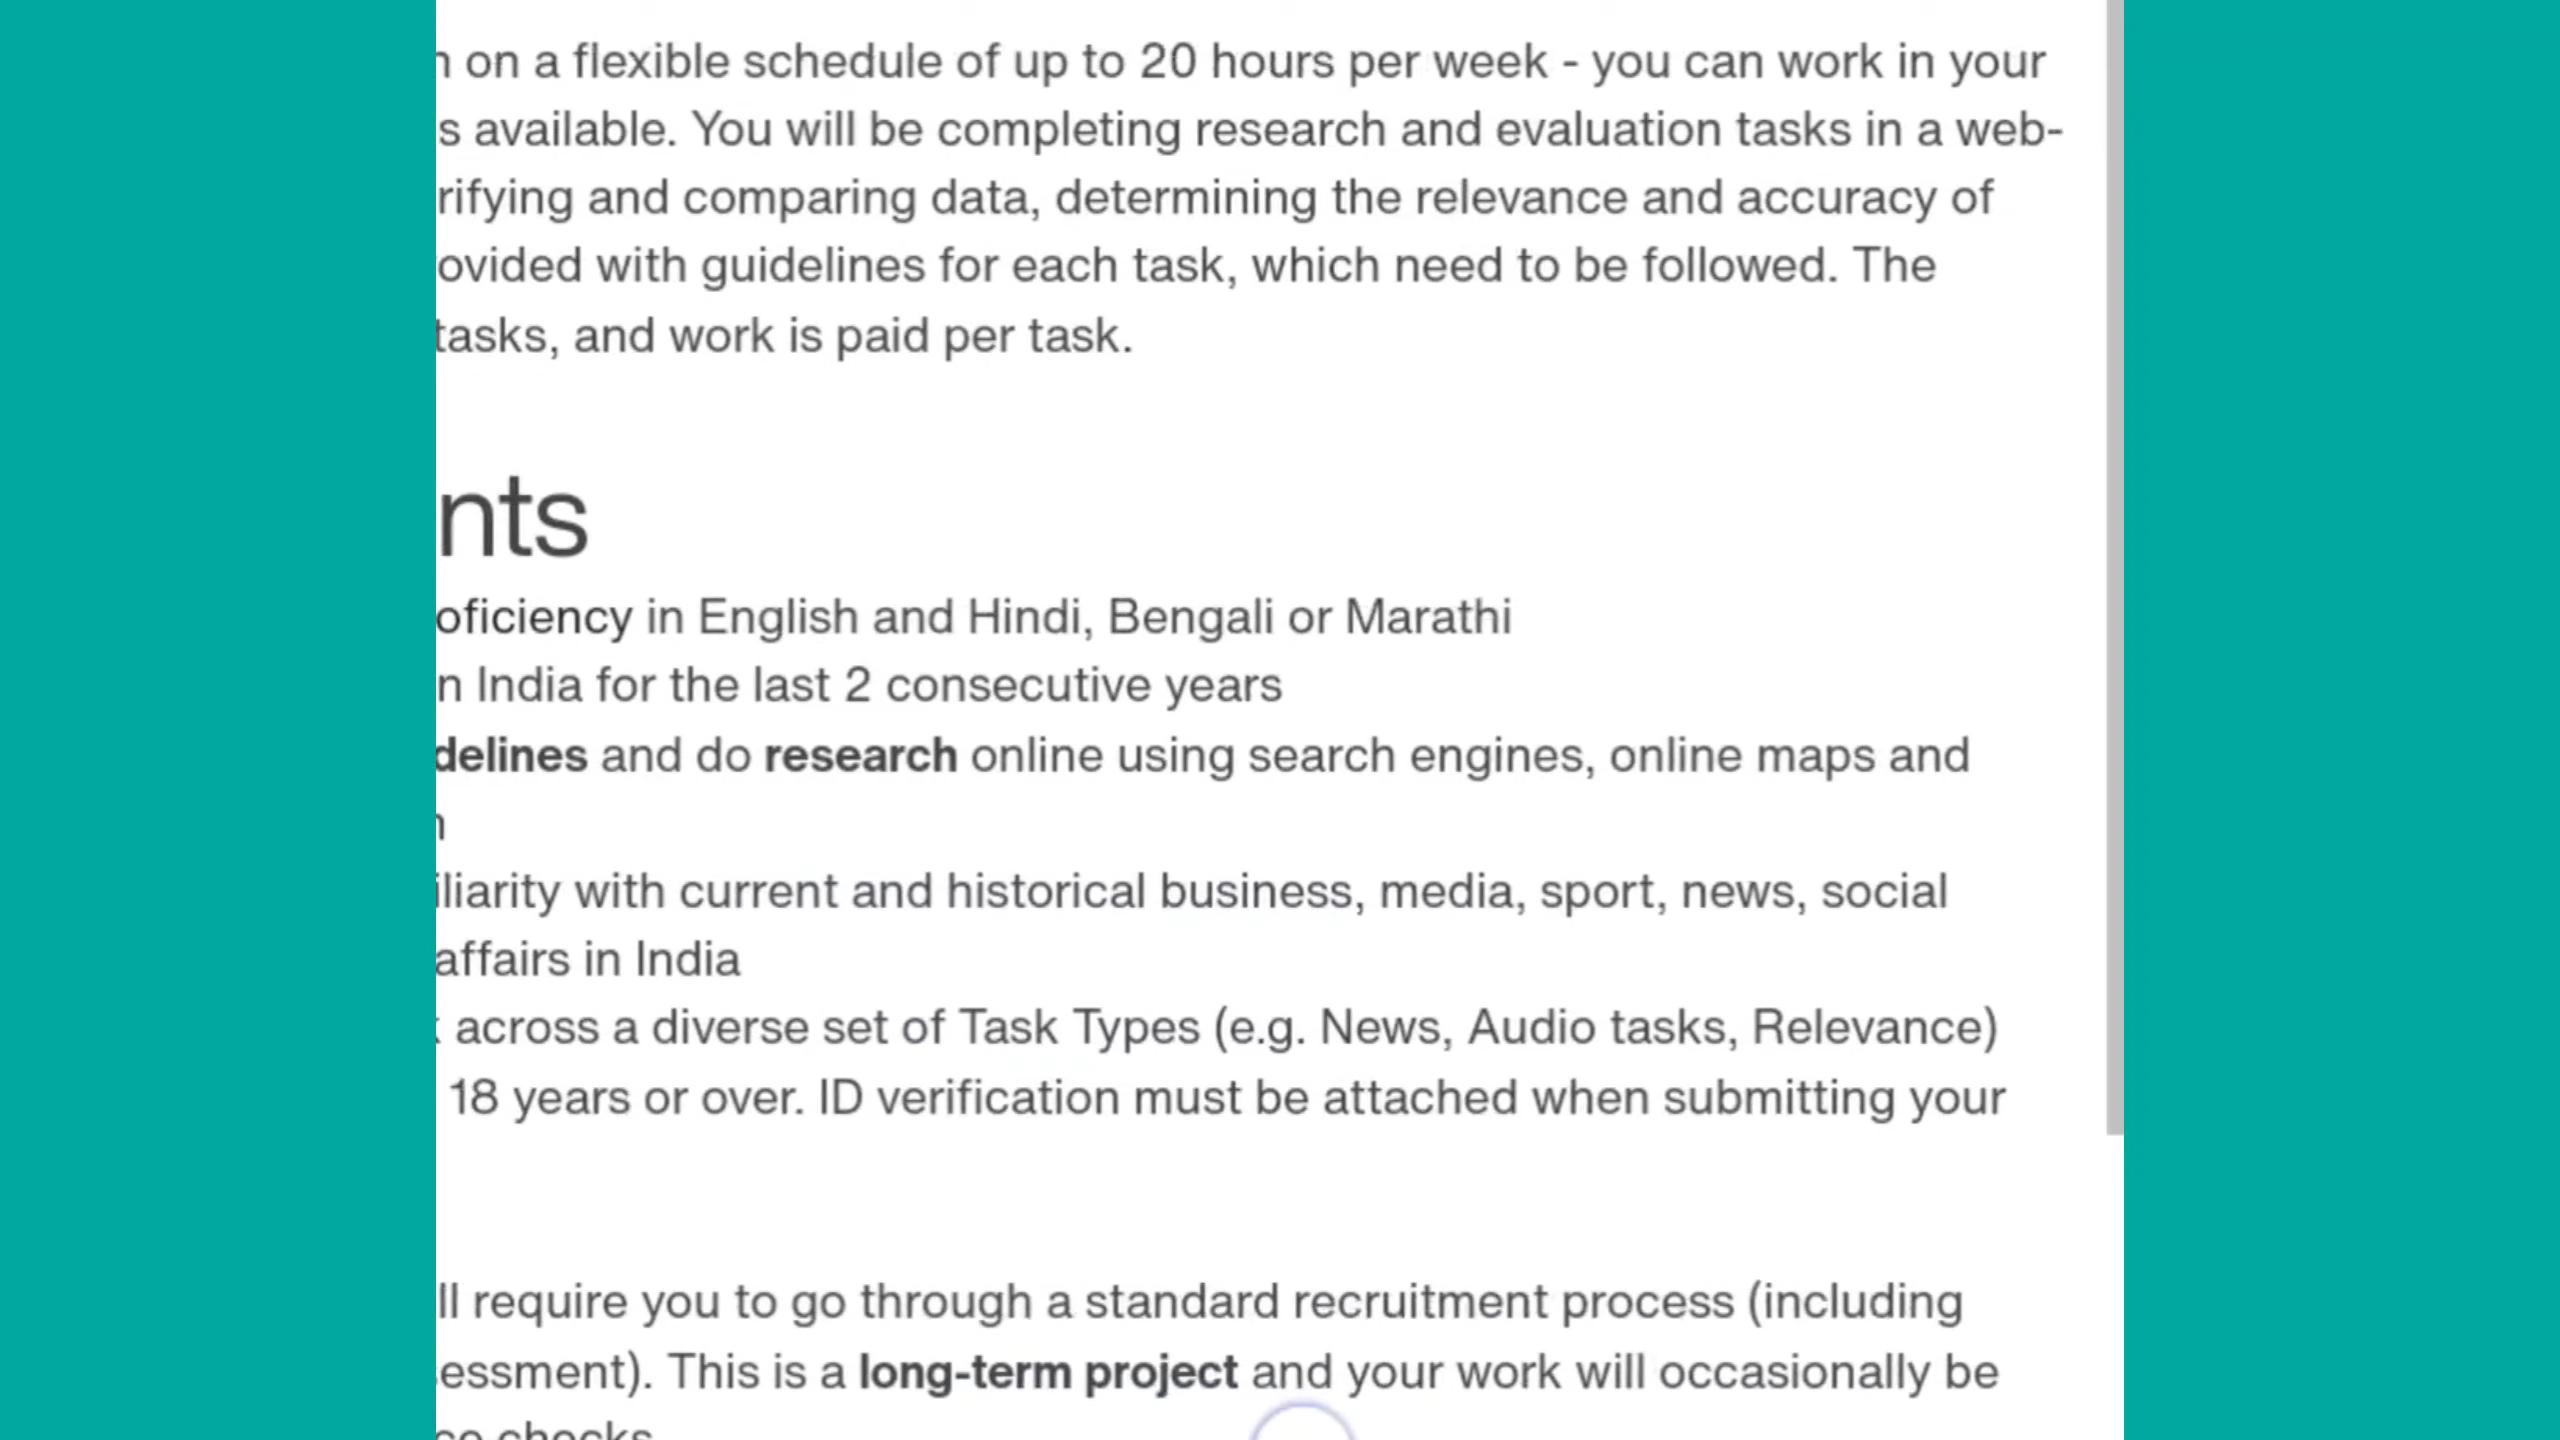 on a flexible schedule of up to 20 hours per week - you can work in your
s available. You will be completing research and evaluation tasks in a web-
rifying and comparing data, determining the relevance and accuracy of
ovided with guidelines for each task, which need to be followed. The
tasks, and work is paid per task.
nts
oficiency in English and Hindi, Bengali or Marathi
n India for the last 2 consecutive years
delines and do research online using search engines, online maps and
iliarity with current and historical business, media, sport, news, social
affairs in India
across a diverse set of Task Types (e.g. News, Audio tasks, Relevance)
18 years or over. ID verification must be attached when submitting your
ll require you to go through a standard recruitment process (including
essment). This is a long-term project and your work will occasionally be
checks